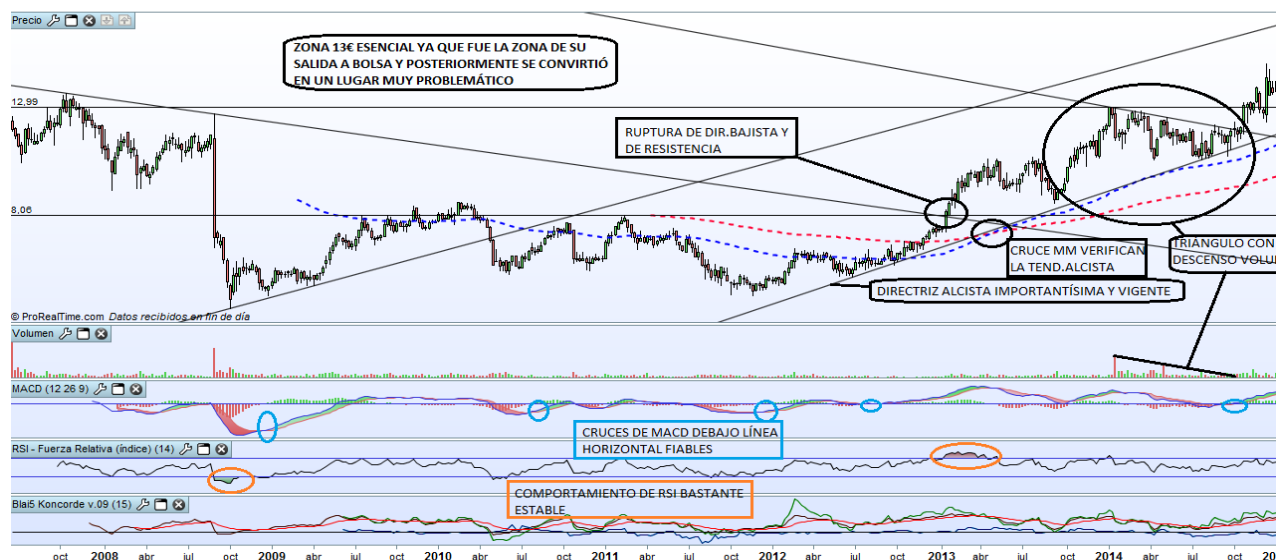 Precio
ZONA 13€ ESENCIAL YA QUE FUE LA ZONA DE SU
SALIDA A BOLSA Y POSTERIORMENTE SE CONVIRTIÓ
EN UN LUGAR MUY PROBLEMÁTICO
12,99
RUPTURA DE DIR.BAJISTA Y
DE RESISTENCIA
8,06
CRUCE MM VERIFICAN
LA TEND.ALCISTA
TRIÁNGULO CON
DESCENSO VOLU
DIRECTRIZ ALCISTA IMPORTANTÍSIMA Y VIGENTE
© ProRealTime.com Datos recibidos en fin de día
Volumen
MACD (12 26 9)
CRUCES DE MACD DEBAJO LÍNEA
HORIZONTAL FIABLES
RSI - Fuerza Relativa (índice) (14)
COMPORTAMIENTO DE RSI BASTANTE
ESTABLE
Blai5 Koncorde v.09 (15)
oct 2008 abr jul oct 2009 abr jul oct 2010 abr jul oct 2011 abr jul oct 2012 abr jul oct 2013 abr jul oct 2014 abr jul oct 20